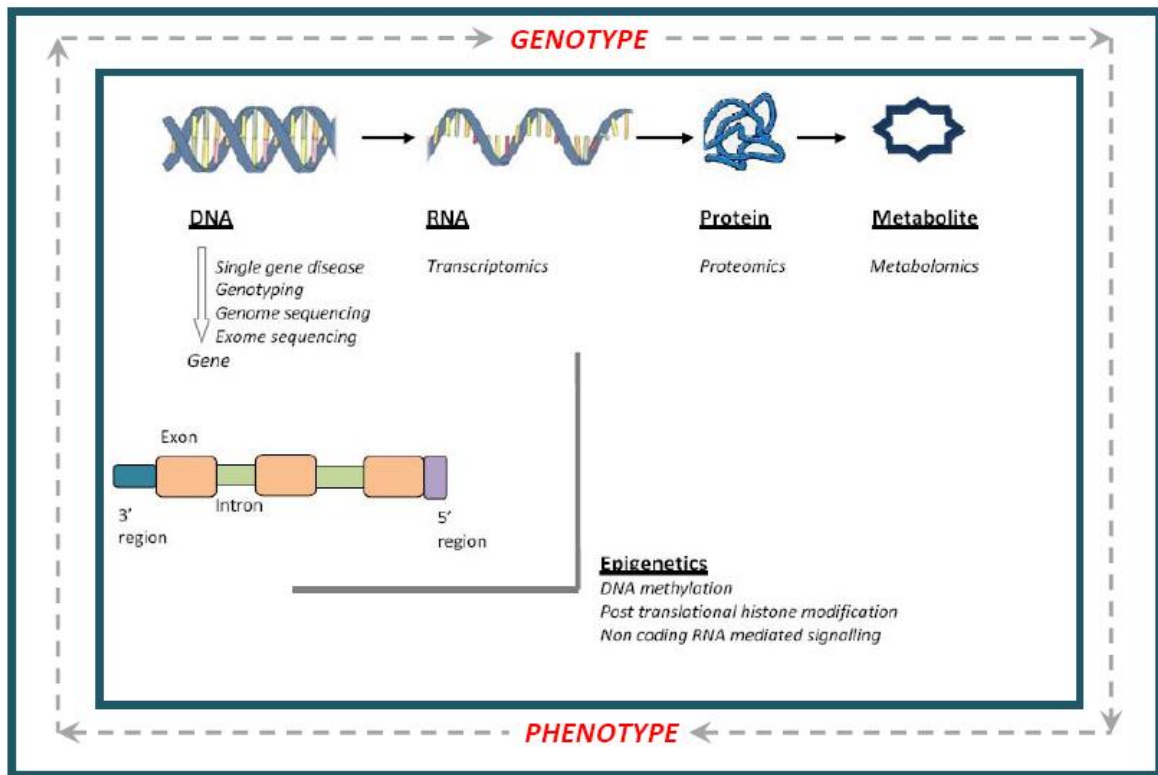 GENOTYPE
DNA
RNA
Protein
Metabolite
Single gene disease
Genotyping
Genome sequencing
Exome sequencing
Gene
Transcriptomics
Proteomics
Metabolomics
Exon
Intron
3’
region
5’
region
Epigenetics
DNA methylation
Post translational histone modification
Non coding RNA mediated signalling
PHENOTYPE